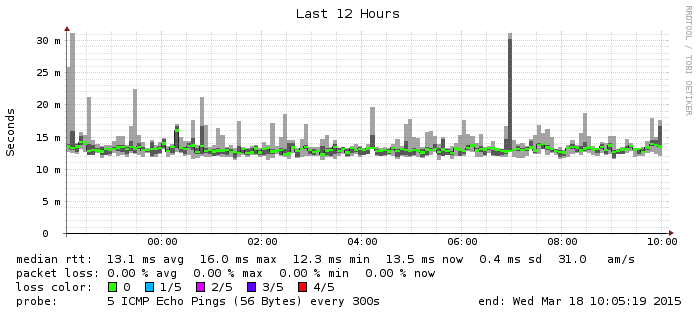 Last 12 Hours
RRDTOOL / TOBI OETIKER
Seconds
30 m
25 m
20 m
15 m
10 m
5 m
0
00:00 02:00 04:00 06:00 08:00 10:00
median rtt: 13.1 ms avg 16.0 ms max 12.3 ms min 13.5 ms now 0.4 ms sd 31.0 am/s
packet loss: 0.00 % avg 0.00 % max 0.00 % min 0.00 % now
loss color: 0 1/5 2/5 3/5 4/5
probe: 5 ICMP Echo Pings (56 Bytes) every 300s end: Wed Mar 18 10:05:19 2015